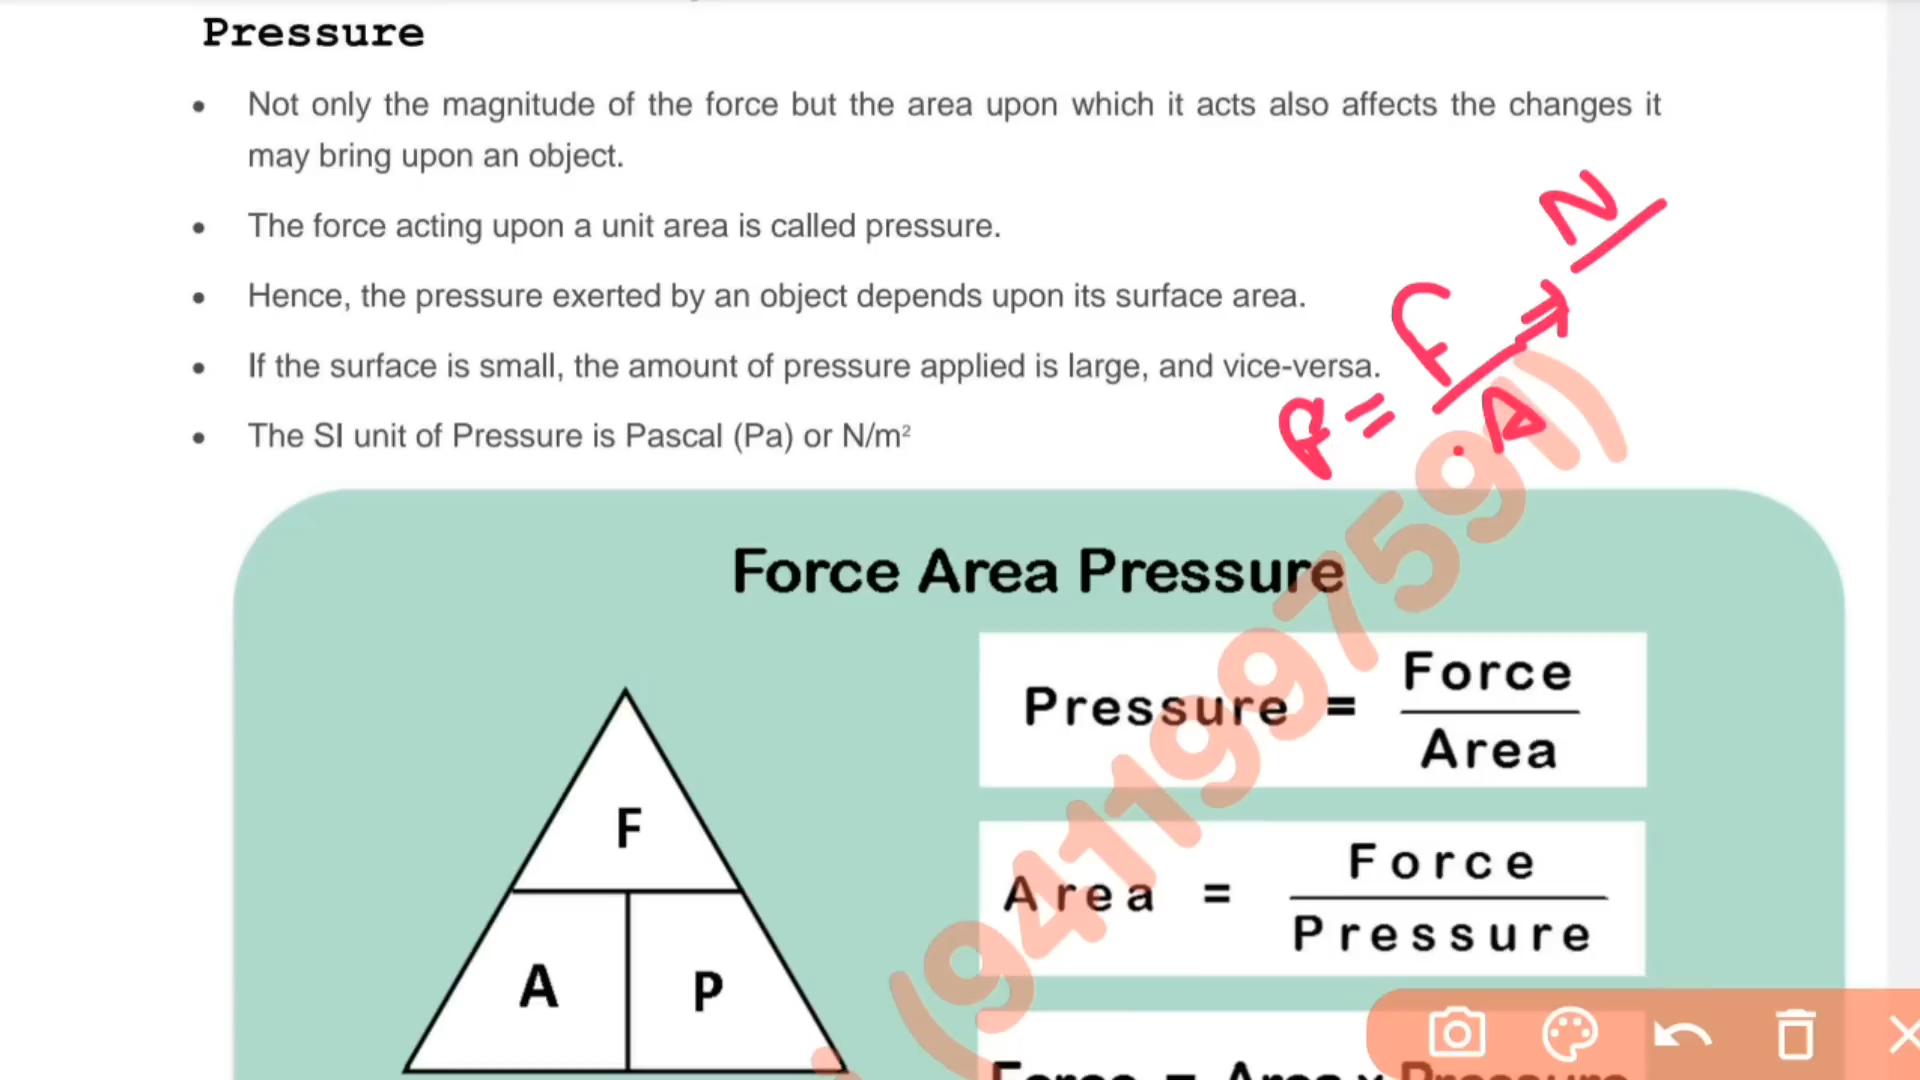 Pressure
• Not only the magnitude of the force but the area upon which it acts also affects the changes it
may bring upon an object.
• The force acting upon a unit area is called pressure.
• Hence, the pressure exerted by an object depends upon its surface area.
• If the surface is small, the amount of pressure applied is large, and vice-versa.
• The SI unit of Pressure is Pascal (Pa) or N/m²
P = F/A ⇒ N
Force Area Pressure
Pressure = Force
Area
Area = Force
Pressure
Force = Area x Pressure
F
A P
(9411997591)